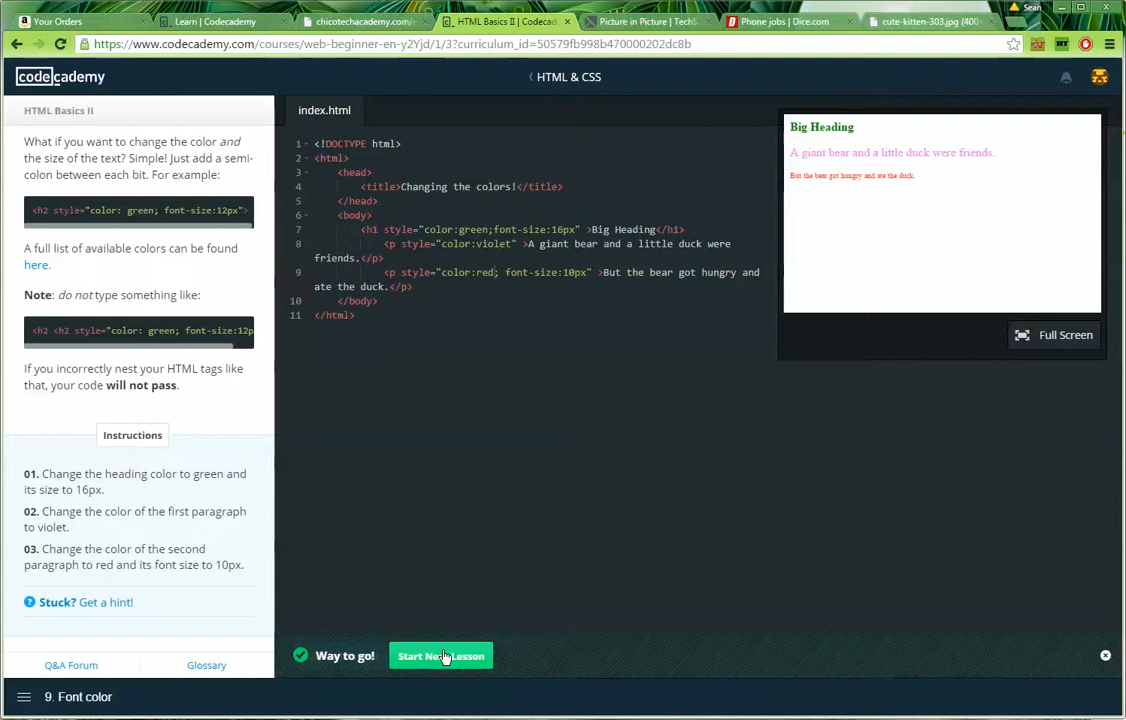 Your Orders
Learn | Codecademy
chicotechacademy.com/e
HTML Basics II | Codecad
Picture in Picture | TechS
Phone jobs | Dice.com
cute-kitten-303.jpg (400
Sean
https://www.codecademy.com/courses/web-beginner-en-y2Yjd/1/3?curriculum_id=50579fb998b470000202dc8b
codecademy
HTML & CSS
HTML Basics II
What if you want to change the color and
the size of the text? Simple! Just add a semi-
colon between each bit. For example:
<h2 style="color: green; font-size:12px">
A full list of available colors can be found
here.
Note: do not type something like:
<h2 <h2 style="color: green; font-size:12p
If you incorrectly nest your HTML tags like
that, your code will not pass.
Instructions
01. Change the heading color to green and
its size to 16px.
02. Change the color of the first paragraph
to violet.
03. Change the color of the second
paragraph to red and its font size to 10px.
? Stuck? Get a hint!
Q&A Forum
Glossary
index.html
1 <!DOCTYPE html>
2 <html>
3 <head>
4 <title>Changing the colors!</title>
5 </head>
6 <body>
7 <h1 style="color:green;font-size:16px" >Big Heading</h1>
8 <p style="color:violet" >A giant bear and a little duck were
friends.</p>
9 <p style="color:red; font-size:10px" >But the bear got hungry and
ate the duck.</p>
10 </body>
11 </html>
Big Heading
A giant bear and a little duck were friends.
But the bear got hungry and ate the duck.
Full Screen
Way to go!
Start Lesson
9. Font color